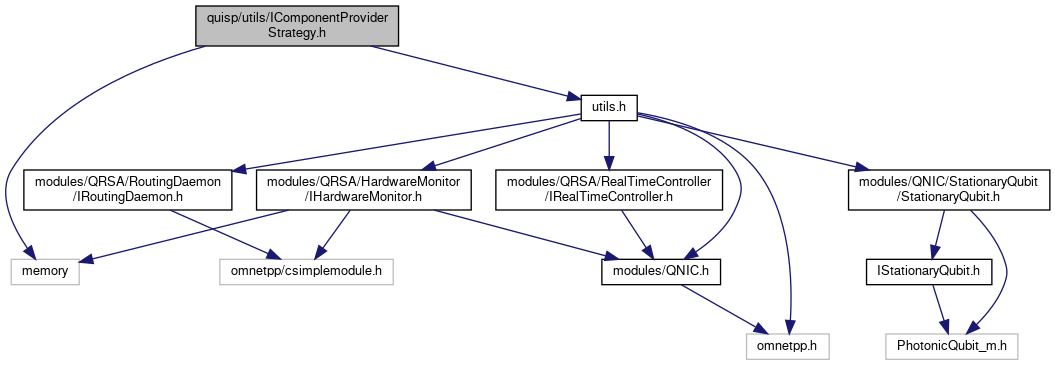 quisp/utils/IComponentProvider
Strategy.h
utils.h
modules/QRSA/RoutingDaemon
/IRoutingDaemon.h
modules/QRSA/HardwareMonitor
/IHardwareMonitor.h
modules/QRSA/RealTimeController
/IRealTimeController.h
modules/QNIC/StationaryQubit
/StationaryQubit.h
memory
omnetpp/csimplemodule.h
modules/QNIC.h
IStationaryQubit.h
omnetpp.h
PhotonicQubit_m.h